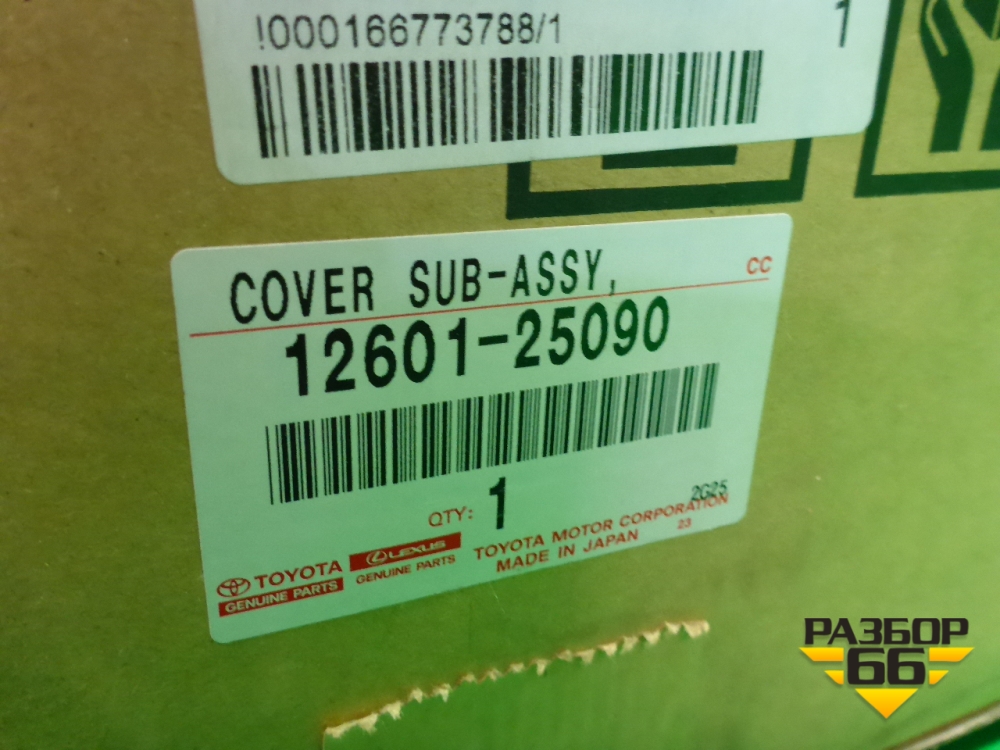 !000166773788/1
1
COVER SUB-ASSY,
CC
12601-25090
QTY: 1
2G25
TOYOTA MOTOR CORPORATION
MADE IN JAPAN
23
TOYOTA
GENUINE PARTS
LEXUS
GENUINE PARTS
РАЗБОР
66